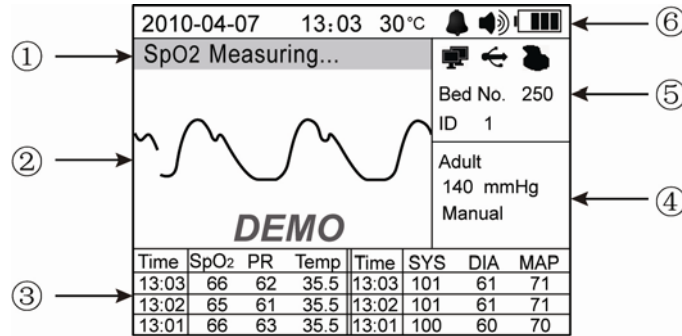 2010-04-07 13:03 30°C
⑥
①
SpO2 Measuring...
Bed No. 250
⑤
ID 1
②
Adult
140 mmHg
④
Manual
DEMO
Time SpO2 PR Temp Time SYS DIA MAP
③
13:03 66 62 35.5 13:03 101 61 71
13:02 65 61 35.5 13:02 101 61 71
13:01 66 63 35.5 13:01 100 60 70